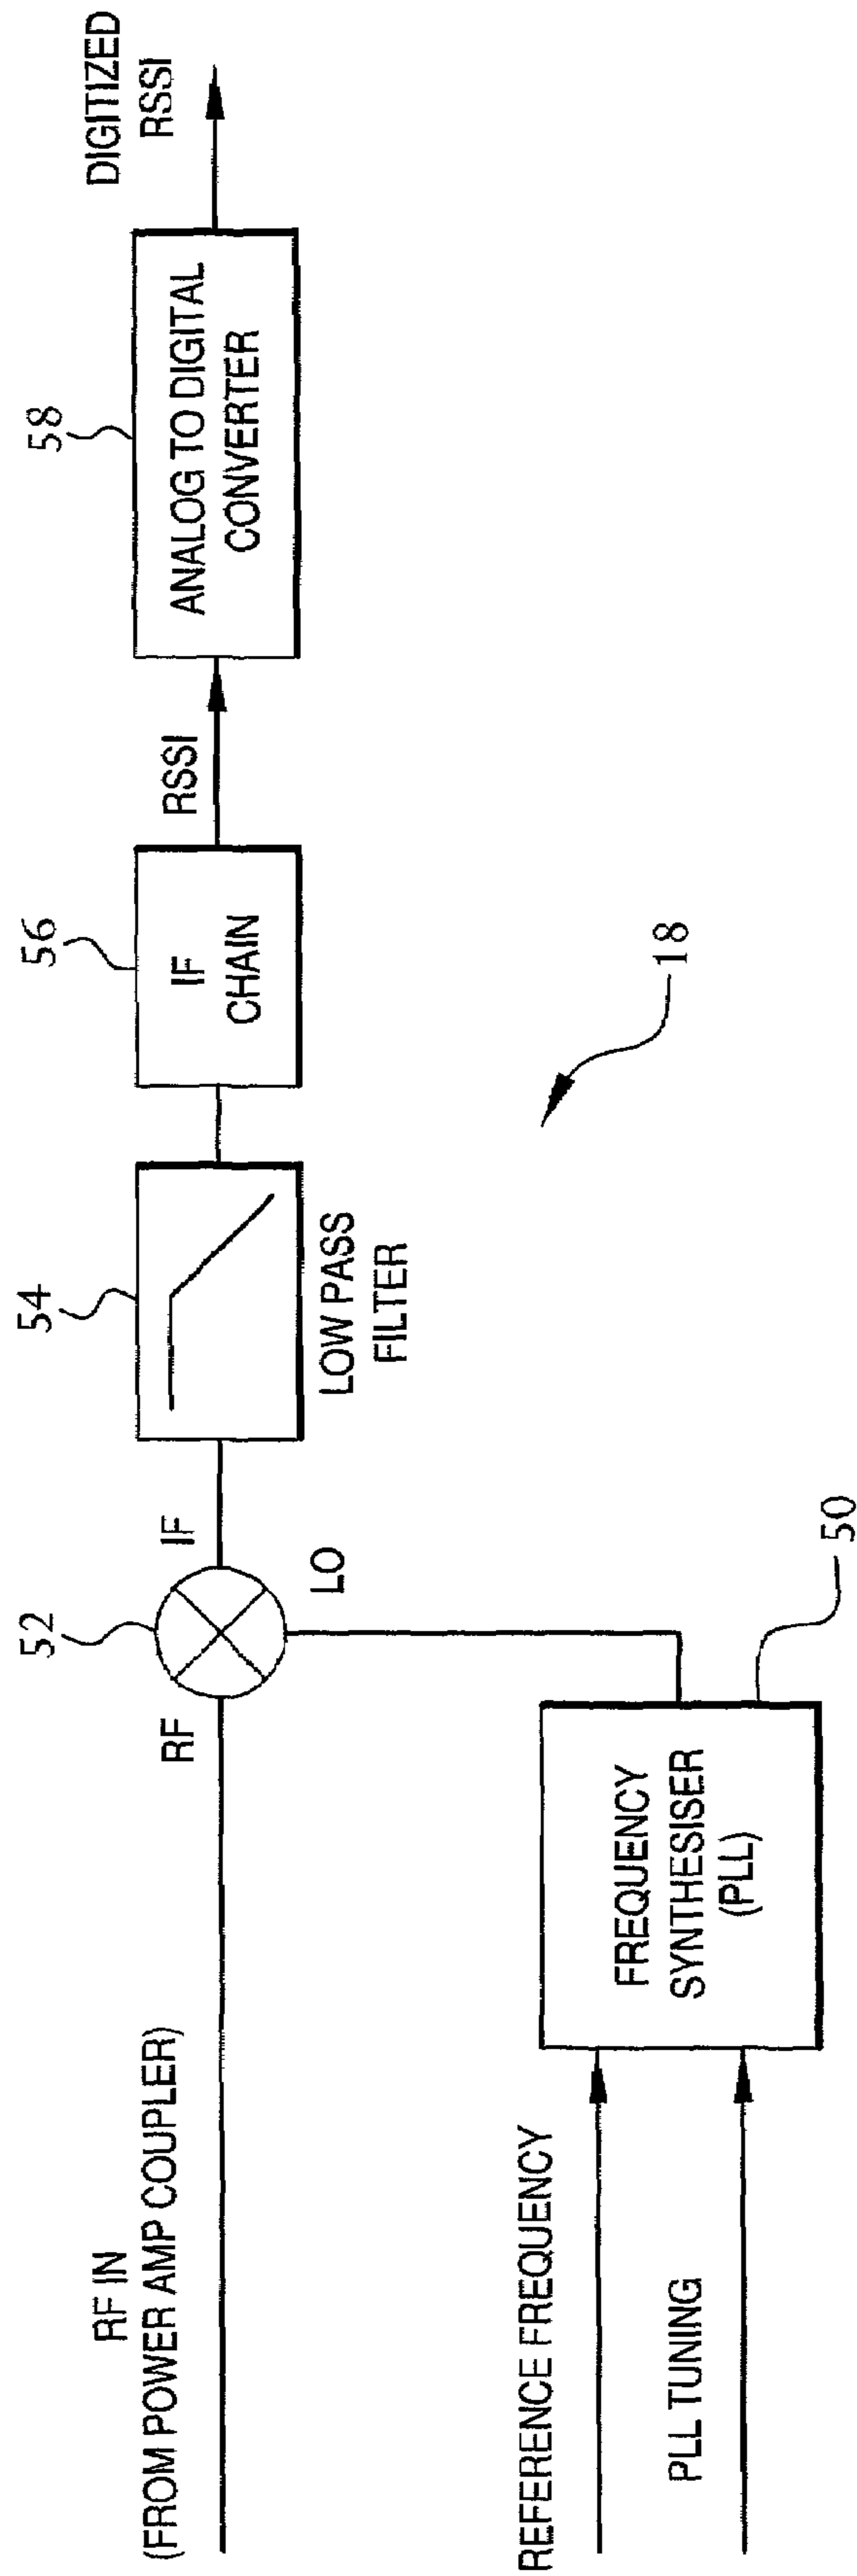 RF IN
(FROM POWER AMP COUPLER)
RF
52
IF
LO
54
LOW PASS
FILTER
56
IF
CHAIN
RSSI
58
ANALOG TO DIGITAL
CONVERTER
DIGITIZED
RSSI
REFERENCE FREQUENCY
PLL TUNING
FREQUENCY
SYNTHESISER
(PLL)
50
18